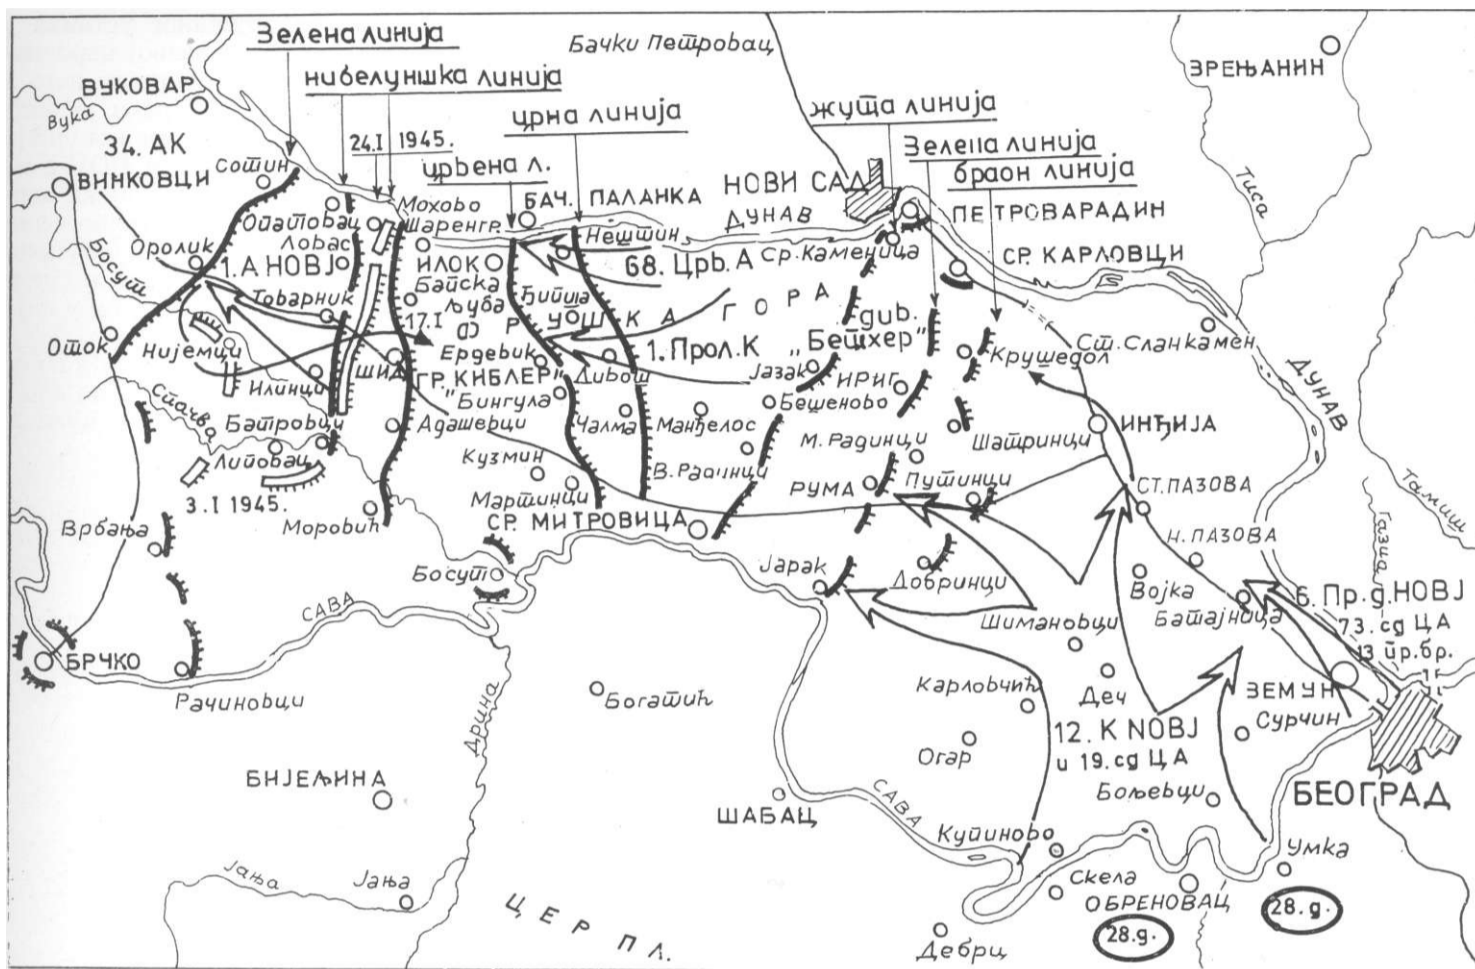 Зелена линија
нибелуншка линија
Бачки Петровац
ЗРЕЊАНИН
ВУКОВАР
Вука
24.I 1945.
црна линија
жута линија
34. АК
црвена л.
Зелена линија
браон линија
ВИНКОВЦИ
Сотин
БАЧ. ПАЛАНКА
НОВИ САД
ДУНАВ
ПЕТРОВАРАДИН
Тиса
Опатовац
Мохово
Шаренгр.
Нештин
Оролик
Ловас
68. Црв. А
Ср. Каменица
СР. КАРЛОВЦИ
Босут
1. А НОВЈ
ИЛОК
Товарник
Љуба
17.I
ФРУШКА ГОРА
Оток
Нијемци
Ердевик
1. Прол. К
див.
„Бетхер"
Крушедол
Ст. Сланкамен
ДУНАВ
Илинци
ШИД
„ГР. КИБЛЕР"
Дивош
Јазак
ИРИГ
Бингула
Бешеново
Батровци
Адашевци
Чалма
Манђелос
М. Радинци
Шатринци
ИНЂИЈА
Липовац
Кузмин
В. Радинци
РУМА
Путинци
СТ. ПАЗОВА
3.I 1945.
Мартинци
Моровић
СР. МИТРОВИЦА
Тамиш
Врбања
Н. ПАЗОВА
Босут
Јарак
Добринци
Војка
Батајница
6. Пр. д. НОВЈ
73. сд ЦА
13 пр. бр.
САВА
Шимановци
БРЧКО
Рачиновци
Дрина
Богатић
Карловчић
Деч
ЗЕМУН
Сурчин
12. К NОВЈ
и 19. сд ЦА
Огар
БИЈЕЉИНА
ШАБАЦ
САВА
Бољевци
БЕОГРАД
Купиново
Јања
Јања
Скела
Умка
ОБРЕНОВАЦ
28. д.
28. д.
ЦЕР ПЛ.
Дебрц